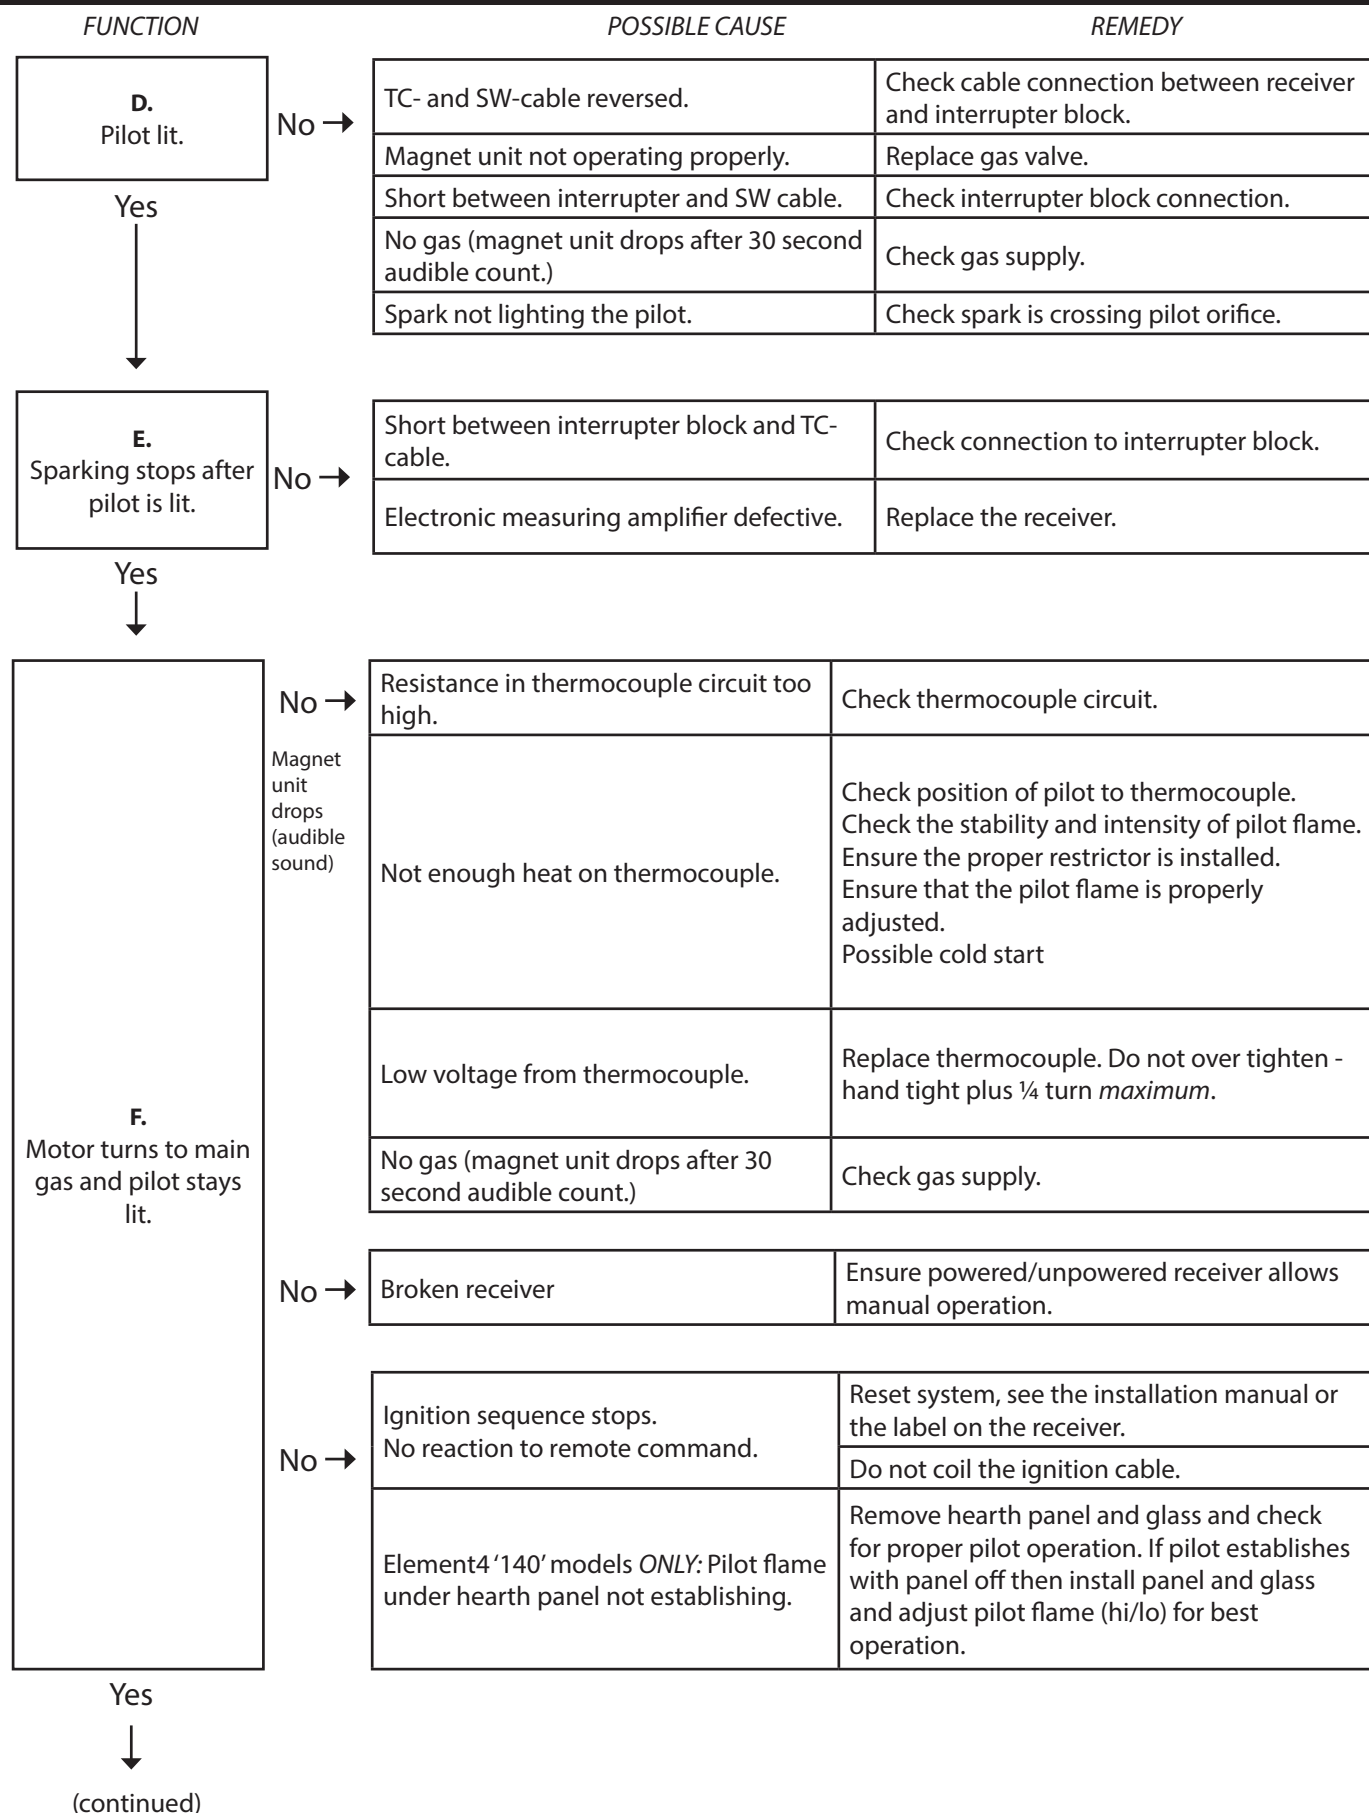 FUNCTION
POSSIBLE CAUSE
REMEDY
D.
Pilot lit.
No
TC- and SW-cable reversed.
Check cable connection between receiver
and interrupter block.
Magnet unit not operating properly.
Replace gas valve.
Short between interrupter and SW cable.
Check interrupter block connection.
No gas (magnet unit drops after 30 second
audible count.)
Check gas supply.
Spark not lighting the pilot.
Check spark is crossing pilot orifice.
Yes
E.
Sparking stops after
pilot is lit.
No
Short between interrupter block and TC-
cable.
Check connection to interrupter block.
Electronic measuring amplifier defective.
Replace the receiver.
Yes
F.
Motor turns to main
gas and pilot stays
lit.
No
Magnet
unit
drops
(audible
sound)
Resistance in thermocouple circuit too
high.
Check thermocouple circuit.
Not enough heat on thermocouple.
Check position of pilot to thermocouple.
Check the stability and intensity of pilot flame.
Ensure the proper restrictor is installed.
Ensure that the pilot flame is properly
adjusted.
Possible cold start
Low voltage from thermocouple.
Replace thermocouple. Do not over tighten -
hand tight plus ¼ turn maximum.
No gas (magnet unit drops after 30
second audible count.)
Check gas supply.
No
Broken receiver
Ensure powered/unpowered receiver allows
manual operation.
No
Ignition sequence stops.
No reaction to remote command.
Reset system, see the installation manual or
the label on the receiver.
Do not coil the ignition cable.
Element4 ‘140’ models ONLY: Pilot flame
under hearth panel not establishing.
Remove hearth panel and glass and check
for proper pilot operation. If pilot establishes
with panel off then install panel and glass
and adjust pilot flame (hi/lo) for best
operation.
Yes
(continued)